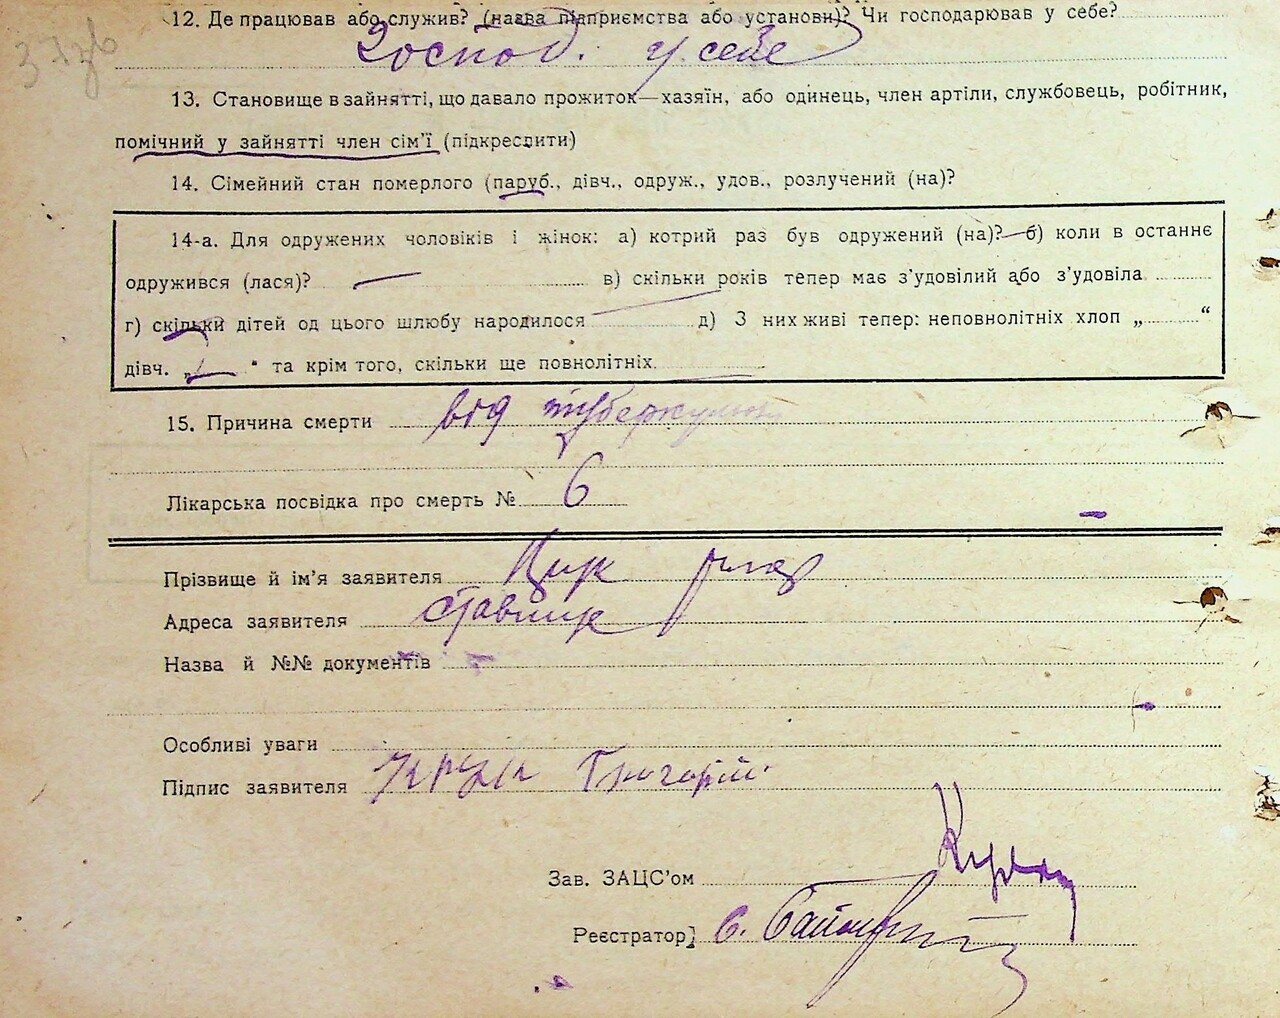 12. Де працював або служив? (назва підприємства або установи)? Чи господарював у себе?
Господ. у себе
13. Становище в зайнятті, що давало прожиток—хазяїн, або одинець, член артіли, службовець, робітник,
помічний у зайнятті член сім'ї (підкреслити)
14. Сімейний стан померлого (паруб., дівч., одруж., удов., розлучений (на)?
14-а. Для одружених чоловіків і жінок: а) котрий раз був одружений (на)? — б) коли в останнє
одружився (лася)? — в) скільки років тепер має з'удовілий або з'удовіла
г) скільки дітей од цього шлюбу народилося — д) З них живі тепер: неповнолітніх хлоп „ “
дівч. „ — “ та крім того, скільки ще повнолітніх
15. Причина смерти від туберкульоза
Лікарська посвідка про смерть № 6
Прізвище й ім'я заявителя
Адреса заявителя ставище
Назва й №№ документів
Особливі уваги
Підпис заявителя Григорій
Зав. ЗАЦС'ом
Реєстратор